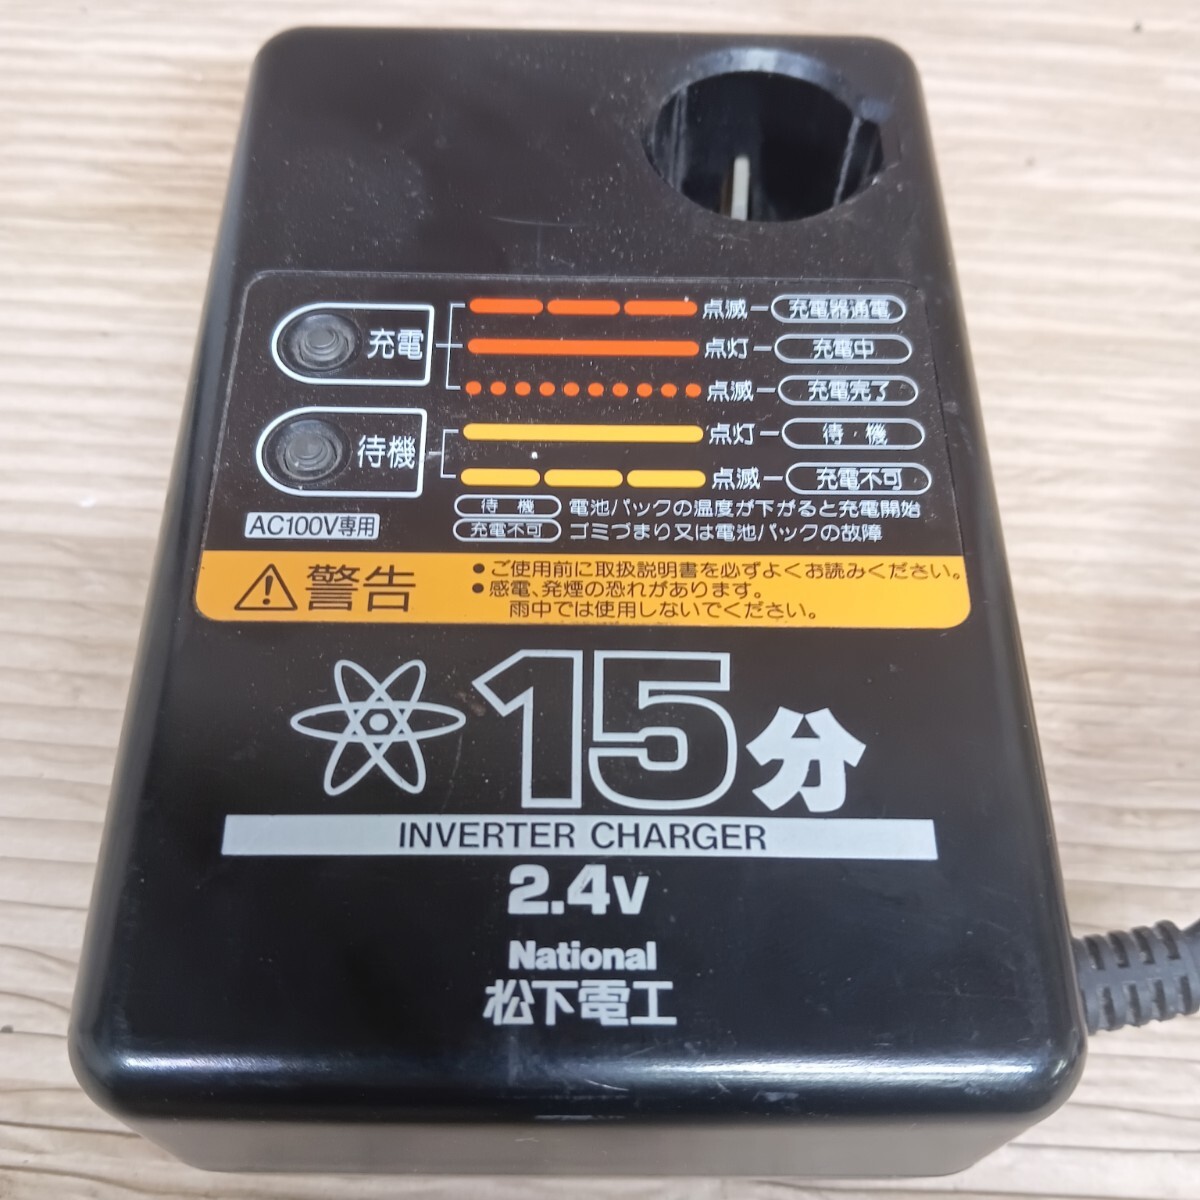 充電
点滅ー充電器通電
点灯ー充電中
点滅ー充電完了
待機
点灯ー待・機
点滅ー充電不可
待 機 電池パックの温度が下がると充電開始
充電不可 ゴミづまり又は電池パックの故障
AC100V専用
警告
・ご使用前に取扱説明書を必ずよくお読みください。
・感電、発煙の恐れがあります。
雨中では使用しないでください。
15分
INVERTER CHARGER
2.4V
National
松下電工